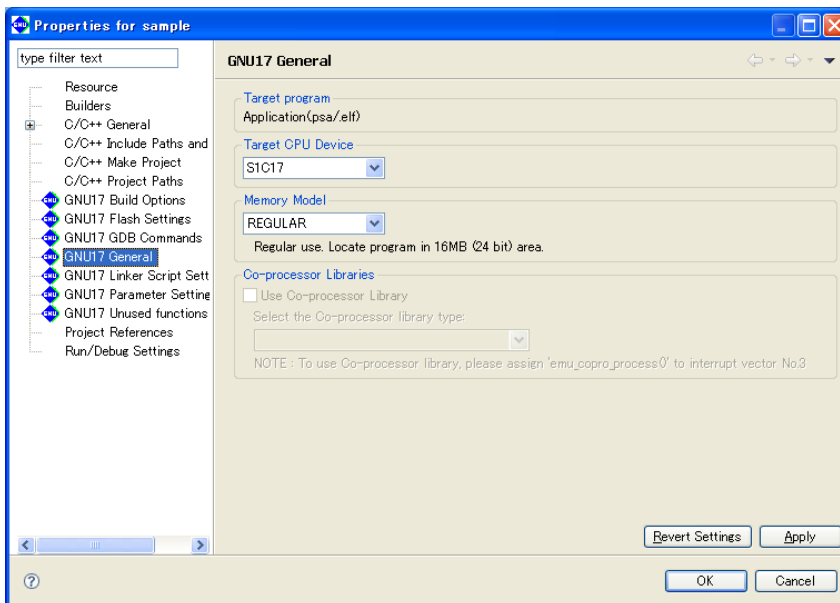 Properties for sample
type filter text
Resource
Builders
C/C++ General
C/C++ Include Paths and
C/C++ Make Project
C/C++ Project Paths
GNU17 Build Options
GNU17 Flash Settings
GNU17 GDB Commands
GNU17 General
GNU17 Linker Script Sett
GNU17 Parameter Setting
GNU17 Unused functions
Project References
Run/Debug Settings
GNU17 General
Target program
Application(psa/.elf)
Target CPU Device
S1C17
Memory Model
REGULAR
Regular use. Locate program in 16MB (24 bit) area.
Co-processor Libraries
Use Co-processor Library
Select the Co-processor library type:
NOTE : To use Co-processor library, please assign 'emu_copro_process()' to interrupt vector No.3
Revert Settings
Apply
OK
Cancel